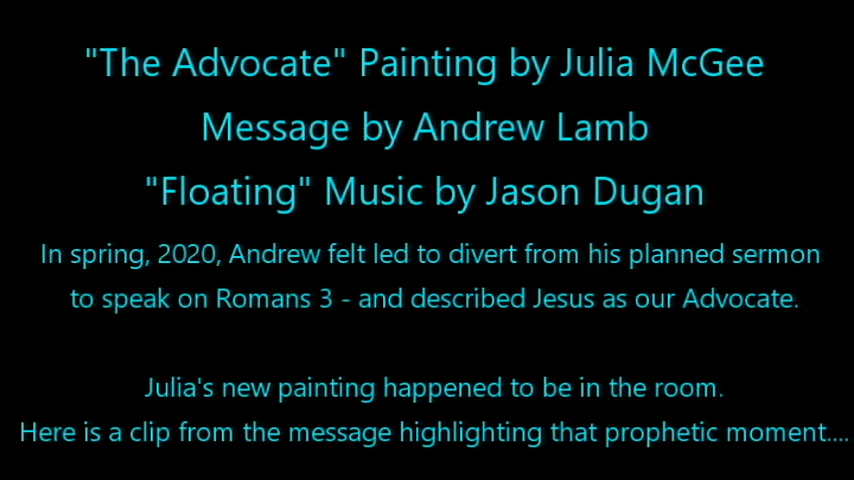 "The Advocate" Painting by Julia McGee
Message by Andrew Lamb
"Floating" Music by Jason Dugan
In spring, 2020, Andrew felt led to divert from his planned sermon
to speak on Romans 3 - and described Jesus as our Advocate.
Julia's new painting happened to be in the room.
Here is a clip from the message highlighting that prophetic moment....